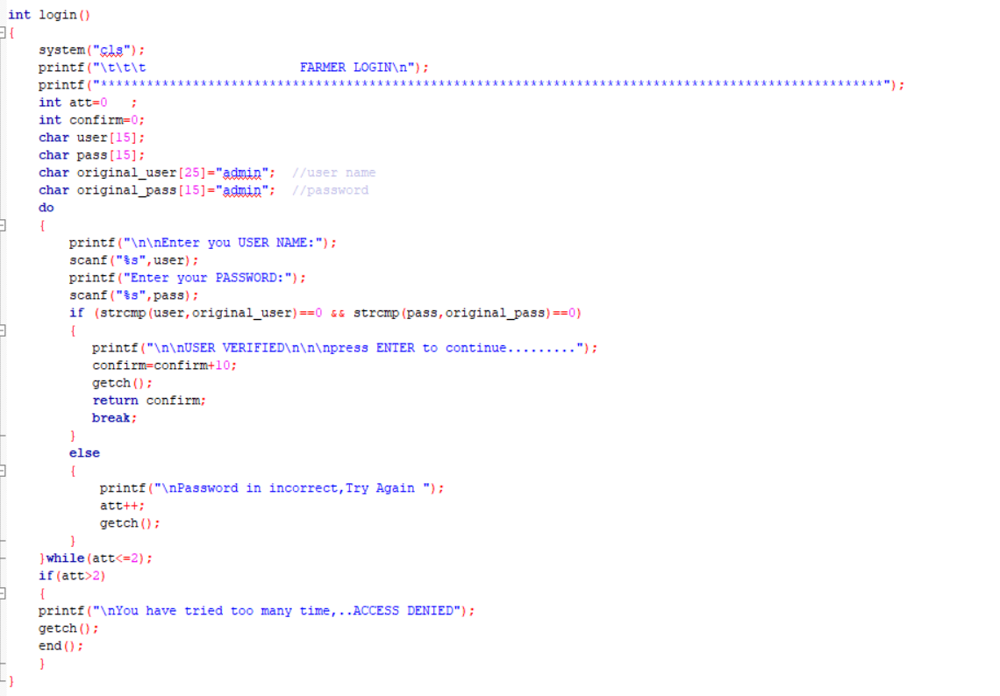 int login()
{
    system("cls");
    printf("\t\t\t                    FARMER LOGIN\n");
    printf("******************************************************************************************************");
    int att=0   ;
    int confirm=0;
    char user[15];
    char pass[15];
    char original_user[25]="admin";  //user name
    char original_pass[15]="admin";  //password
    do
    {
        printf("\n\nEnter you USER NAME:");
        scanf("%s",user);
        printf("Enter your PASSWORD:");
        scanf("%s",pass);
        if (strcmp(user,original_user)==0 && strcmp(pass,original_pass)==0)
        {
           printf("\n\nUSER VERIFIED\n\n\npress ENTER to continue.........");
           confirm=confirm+10;
           getch();
           return confirm;
           break;
        }
        else
        {
            printf("\nPassword in incorrect,Try Again ");
            att++;
            getch();
        }
    }while(att<=2);
    if(att>2)
    {
    printf("\nYou have tried too many time,..ACCESS DENIED");
    getch();
    end();
    }
}